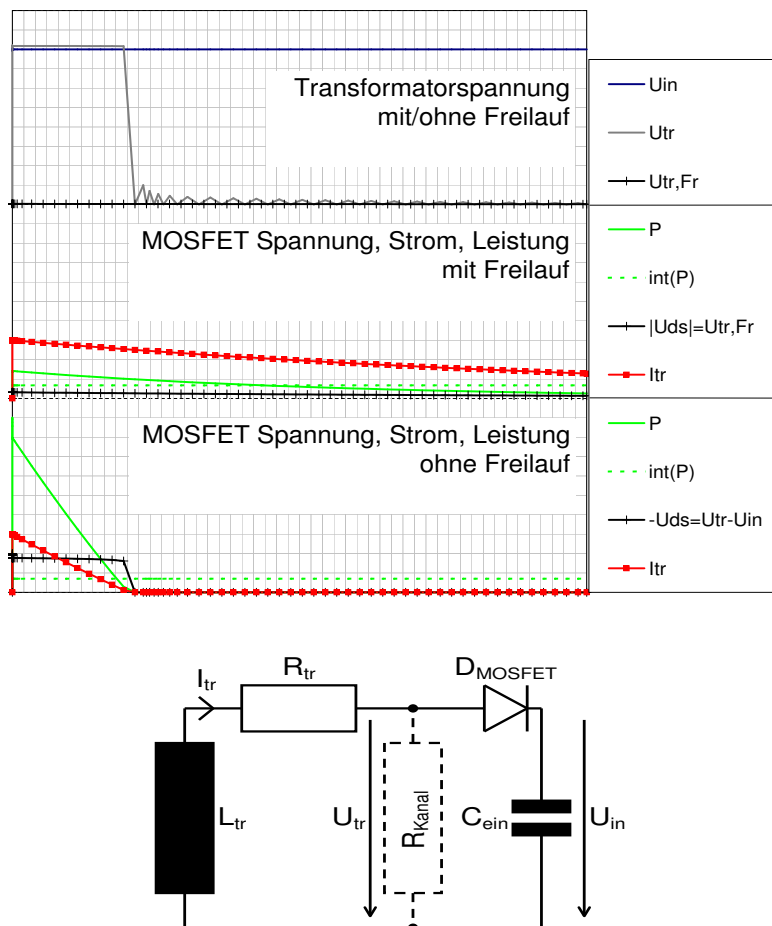 Transformatorspannung
mit/ohne Freilauf
Uin
Utr
Utr,Fr
MOSFET Spannung, Strom, Leistung
mit Freilauf
P
int(P)
|Uds|=Utr,Fr
Itr
MOSFET Spannung, Strom, Leistung
ohne Freilauf
P
int(P)
-Uds=Utr-Uin
Itr
Itr
Rtr
DMOSFET
Ltr
Utr
RKanal
Cein
Uin